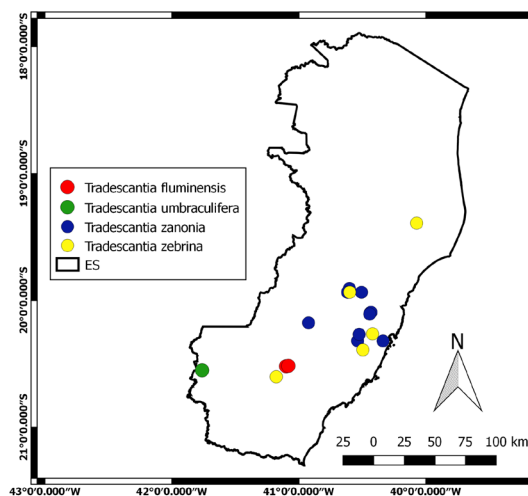 18°0'0.000"S
19°0'0.000"S
20°0'0.000"S
21°0'0.000"S
Tradescantia fluminensis
Tradescantia umbraculifera
Tradescantia zanonia
Tradescantia zebrina
ES
N
25 0 25 50 75 100 km
43°0'0.000"W 42°0'0.000"W 41°0'0.000"W 40°0'0.000"W